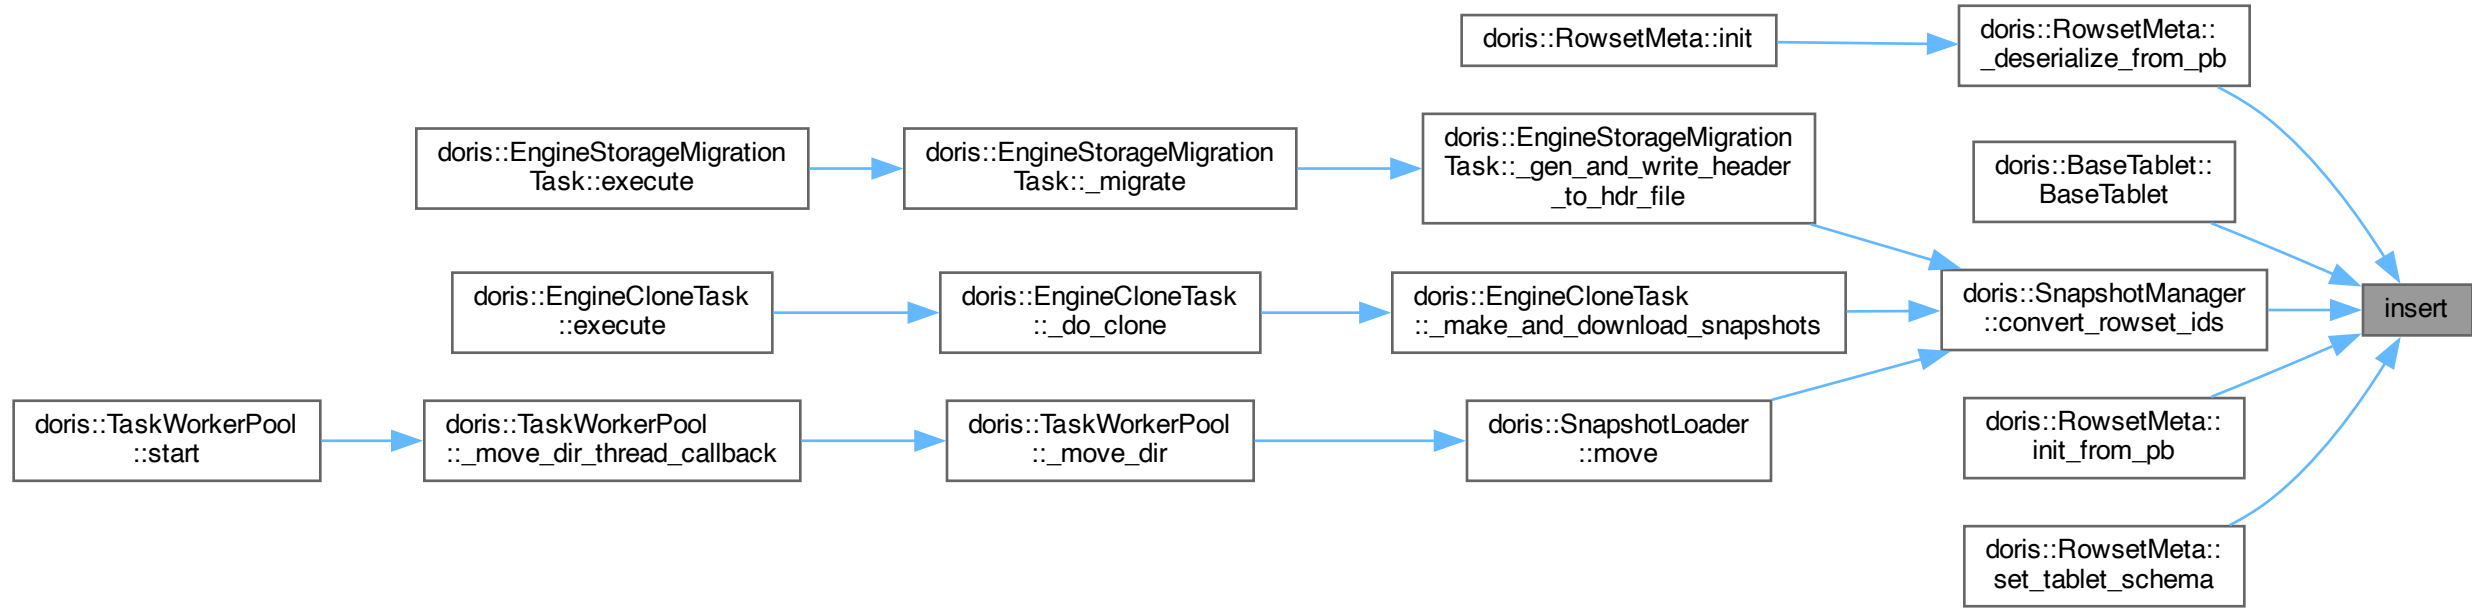 doris::RowsetMeta::init
doris::RowsetMeta::
_deserialize_from_pb
doris::EngineStorageMigration
Task::execute
doris::EngineStorageMigration
Task::_migrate
doris::EngineStorageMigration
Task::_gen_and_write_header
_to_hdr_file
doris::BaseTablet::
BaseTablet
doris::EngineCloneTask
::execute
doris::EngineCloneTask
::_do_clone
doris::EngineCloneTask
::_make_and_download_snapshots
doris::SnapshotManager
::convert_rowset_ids
insert
doris::TaskWorkerPool
::start
doris::TaskWorkerPool
::_move_dir_thread_callback
doris::TaskWorkerPool
::_move_dir
doris::SnapshotLoader
::move
doris::RowsetMeta::
init_from_pb
doris::RowsetMeta::
set_tablet_schema